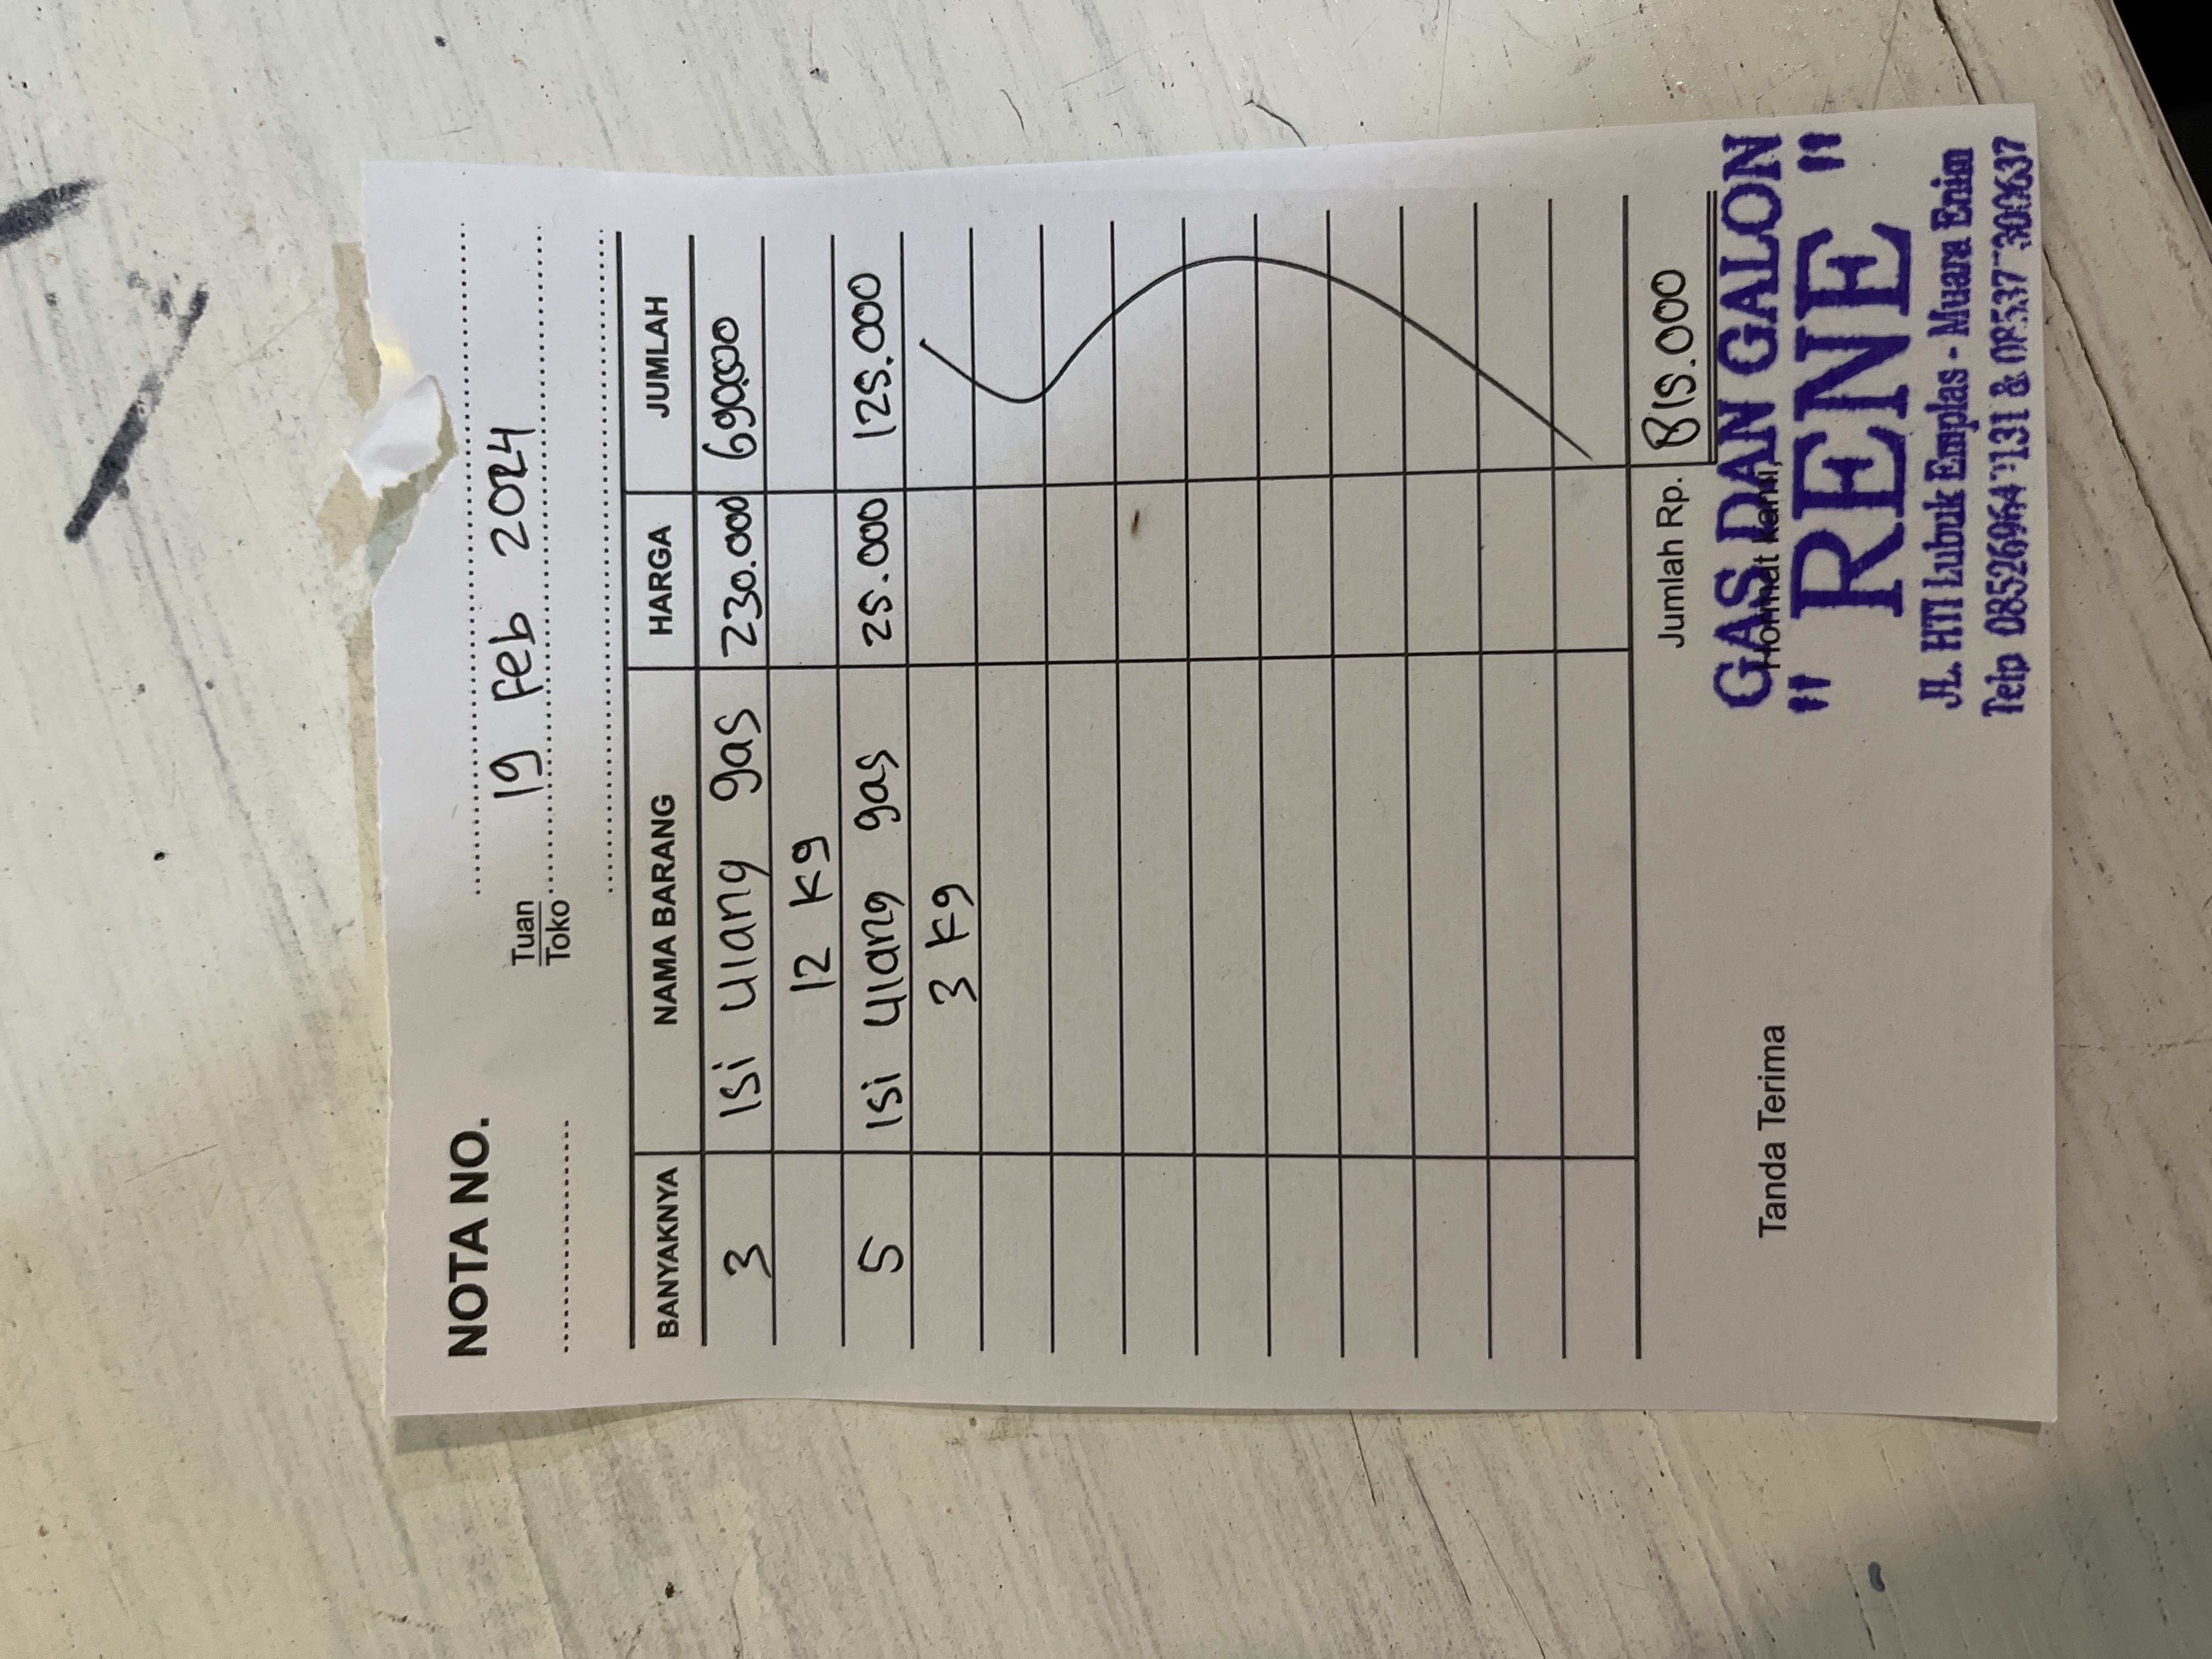 NOTA NO.
19 Feb 2024
Tuan
Toko
BANYAKNYA NAMA BARANG HARGA JUMLAH
3 Isi ulang gas 230.000 690.000
12 Kg
5 Isi ulang gas 25.000 125.000
3 Kg
Jumlah Rp. 815.000
Tanda Terima Hormat kami,
GAS DAN GALON
" RENE "
JL. HTI Lubuk Emplas - Muara Enim
Telp